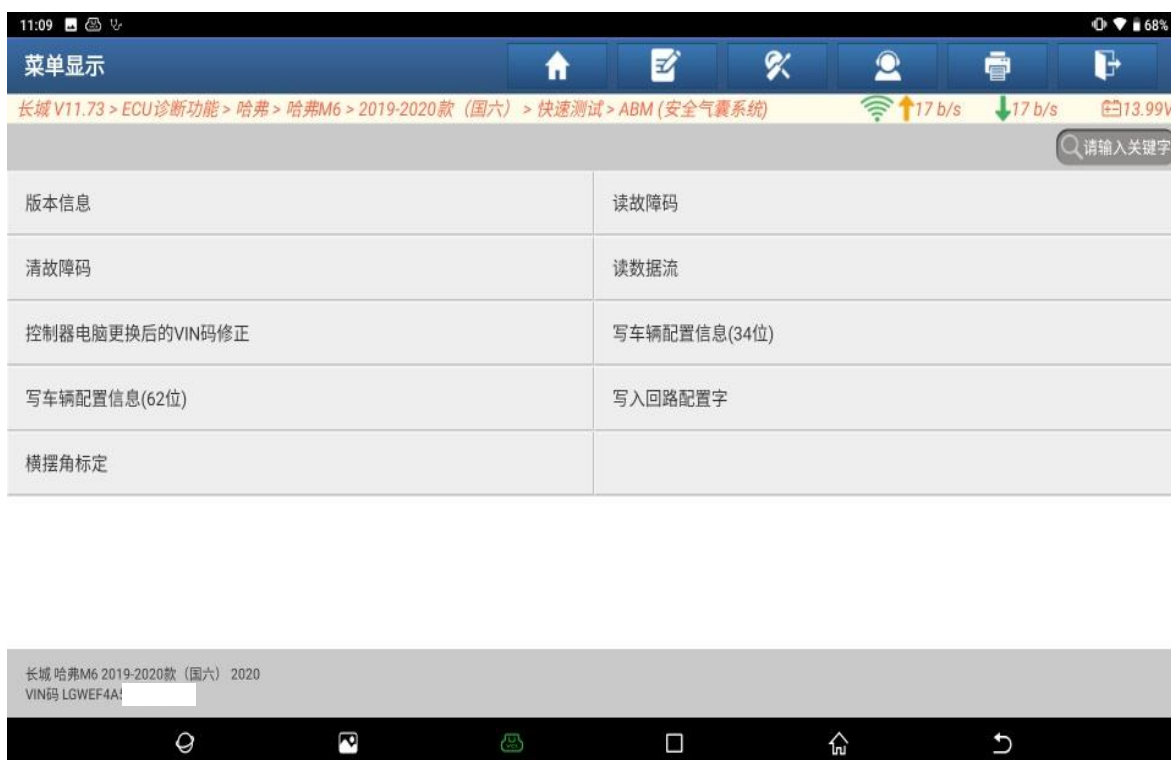 11:09
68%
菜单显示
长城 V11.73 > ECU诊断功能 > 哈弗 > 哈弗M6 > 2019-2020款（国六） > 快速测试 > ABM (安全气囊系统)
17 b/s
17 b/s
13.99V
请输入关键字
版本信息
读故障码
清故障码
读数据流
控制器电脑更换后的VIN码修正
写车辆配置信息(34位)
写车辆配置信息(62位)
写入回路配置字
横摆角标定
长城 哈弗M6 2019-2020款（国六） 2020
VIN码 LGWEF4A